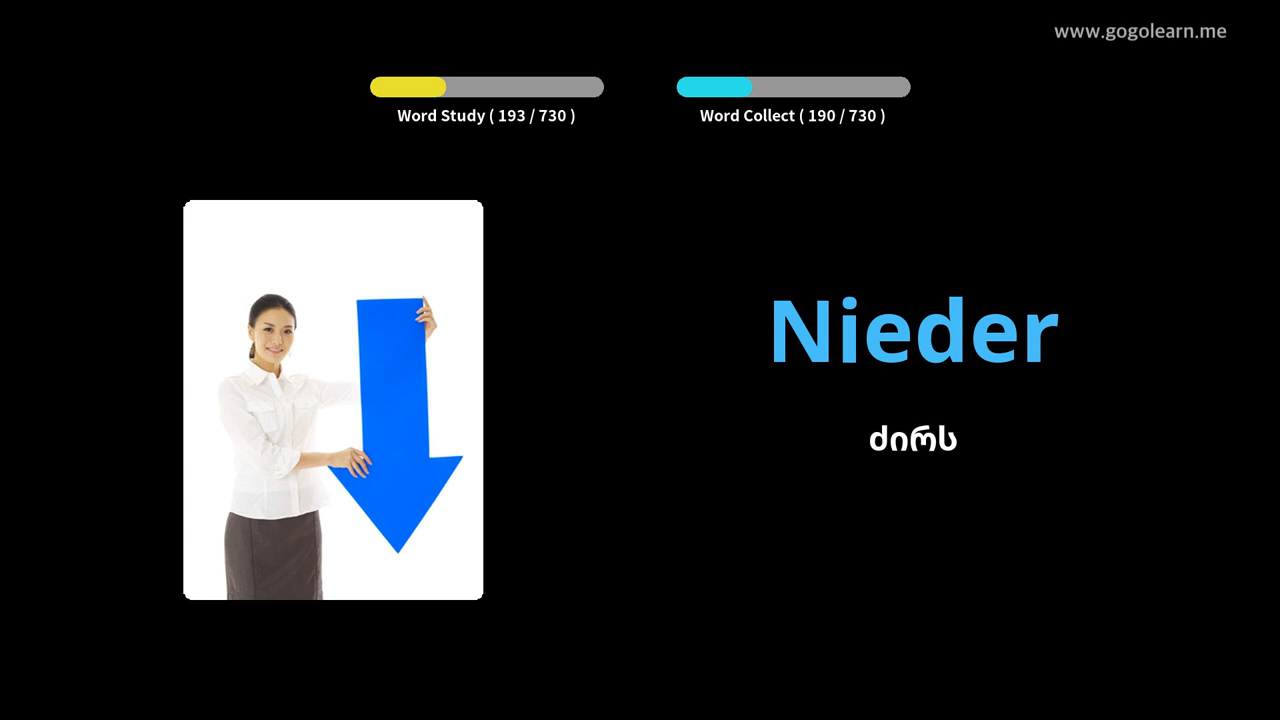 www.gogolearn.me
Word Study ( 193 / 730 )
Word Collect ( 190 / 730 )
Nieder
ძირს